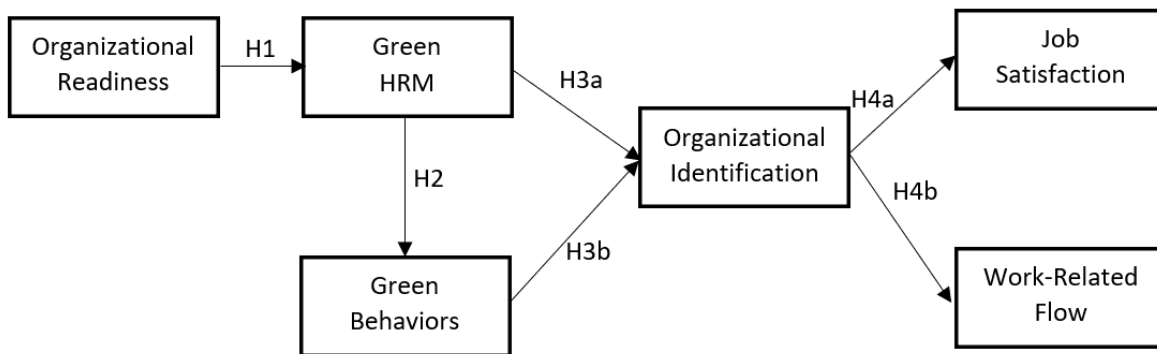 Organizational
Readiness
H1
Green
HRM
H3a
H2
Green
Behaviors
H3b
Organizational
Identification
H4a
Job
Satisfaction
H4b
Work-Related
Flow